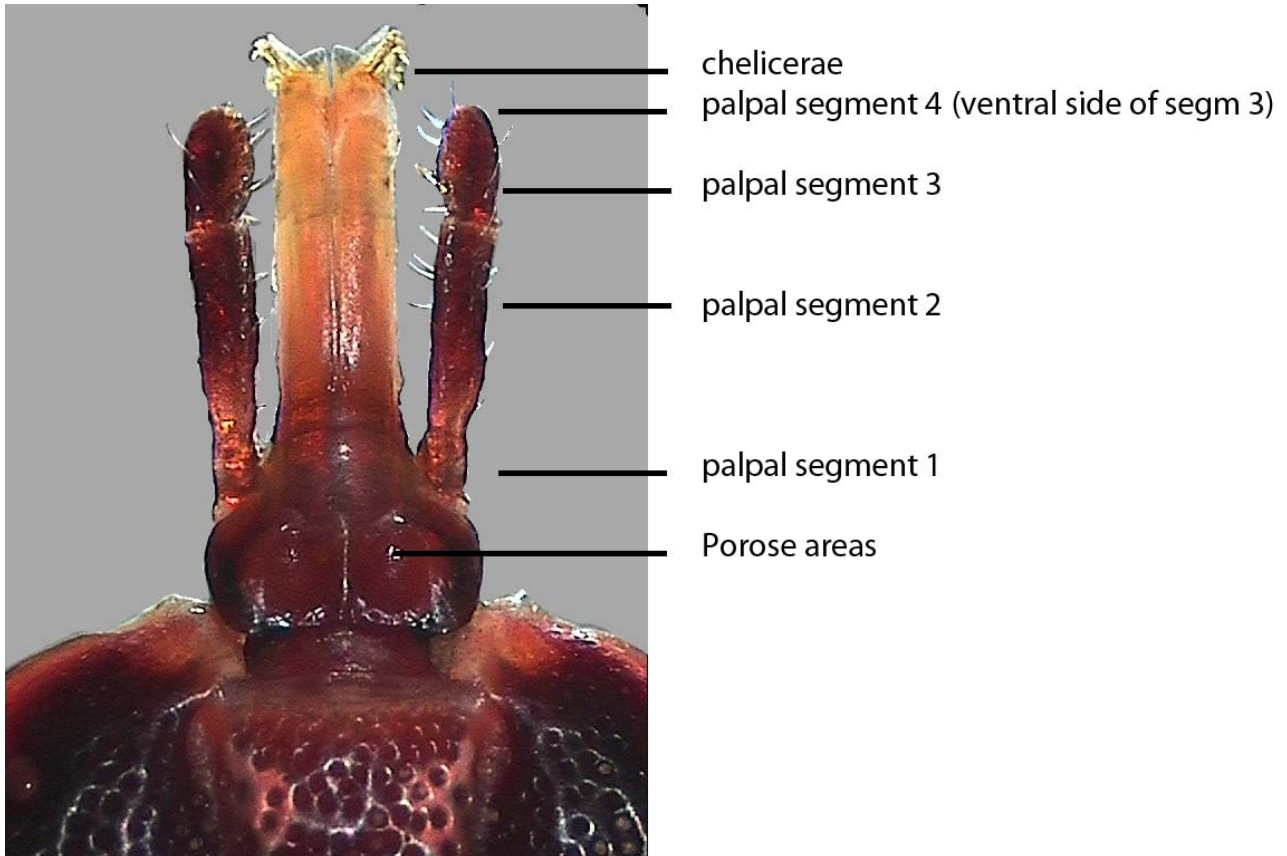 chelicerae
palpal segment 4 (ventral side of segm 3)
palpal segment 3
palpal segment 2
palpal segment 1
Porose areas